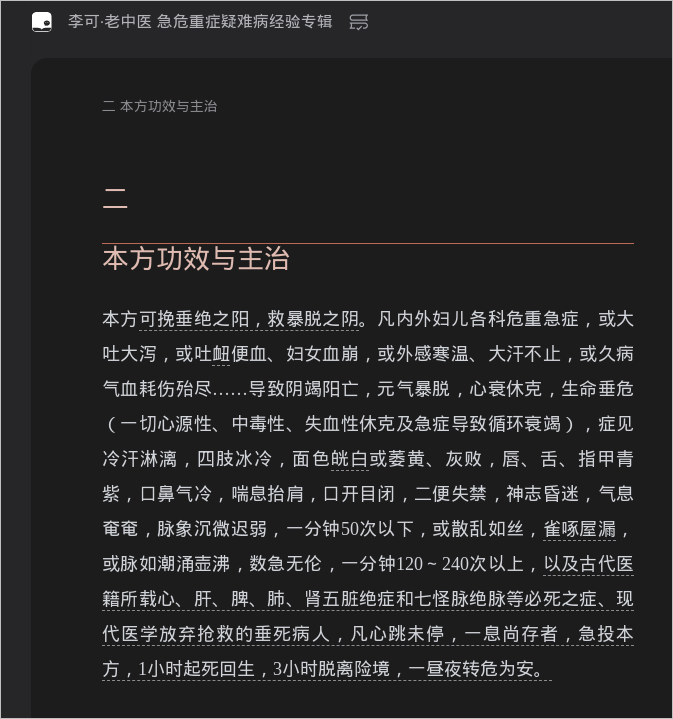 李可·老中医 急危重症疑难病经验专辑
二 本方功效与主治
二
本方功效与主治
本方可挽垂绝之阳，救暴脱之阴。凡内外妇儿各科危重急症，或大
吐大泻，或吐衄便血、妇女血崩，或外感寒温、大汗不止，或久病
气血耗伤殆尽……导致阴竭阳亡，元气暴脱，心衰休克，生命垂危
（一切心源性、中毒性、失血性休克及急症导致循环衰竭），症见
冷汗淋漓，四肢冰冷，面色㿠白或萎黄、灰败，唇、舌、指甲青
紫，口鼻气冷，喘息抬肩，口开目闭，二便失禁，神志昏迷，气息
奄奄，脉象沉微迟弱，一分钟50次以下，或散乱如丝，雀啄屋漏，
或脉如潮涌壶沸，数急无伦，一分钟120～240次以上，以及古代医
籍所载心、肝、脾、肺、肾五脏绝症和七怪脉绝脉等必死之症、现
代医学放弃抢救的垂死病人，凡心跳未停，一息尚存者，急投本
方，1小时起死回生，3小时脱离险境，一昼夜转危为安。